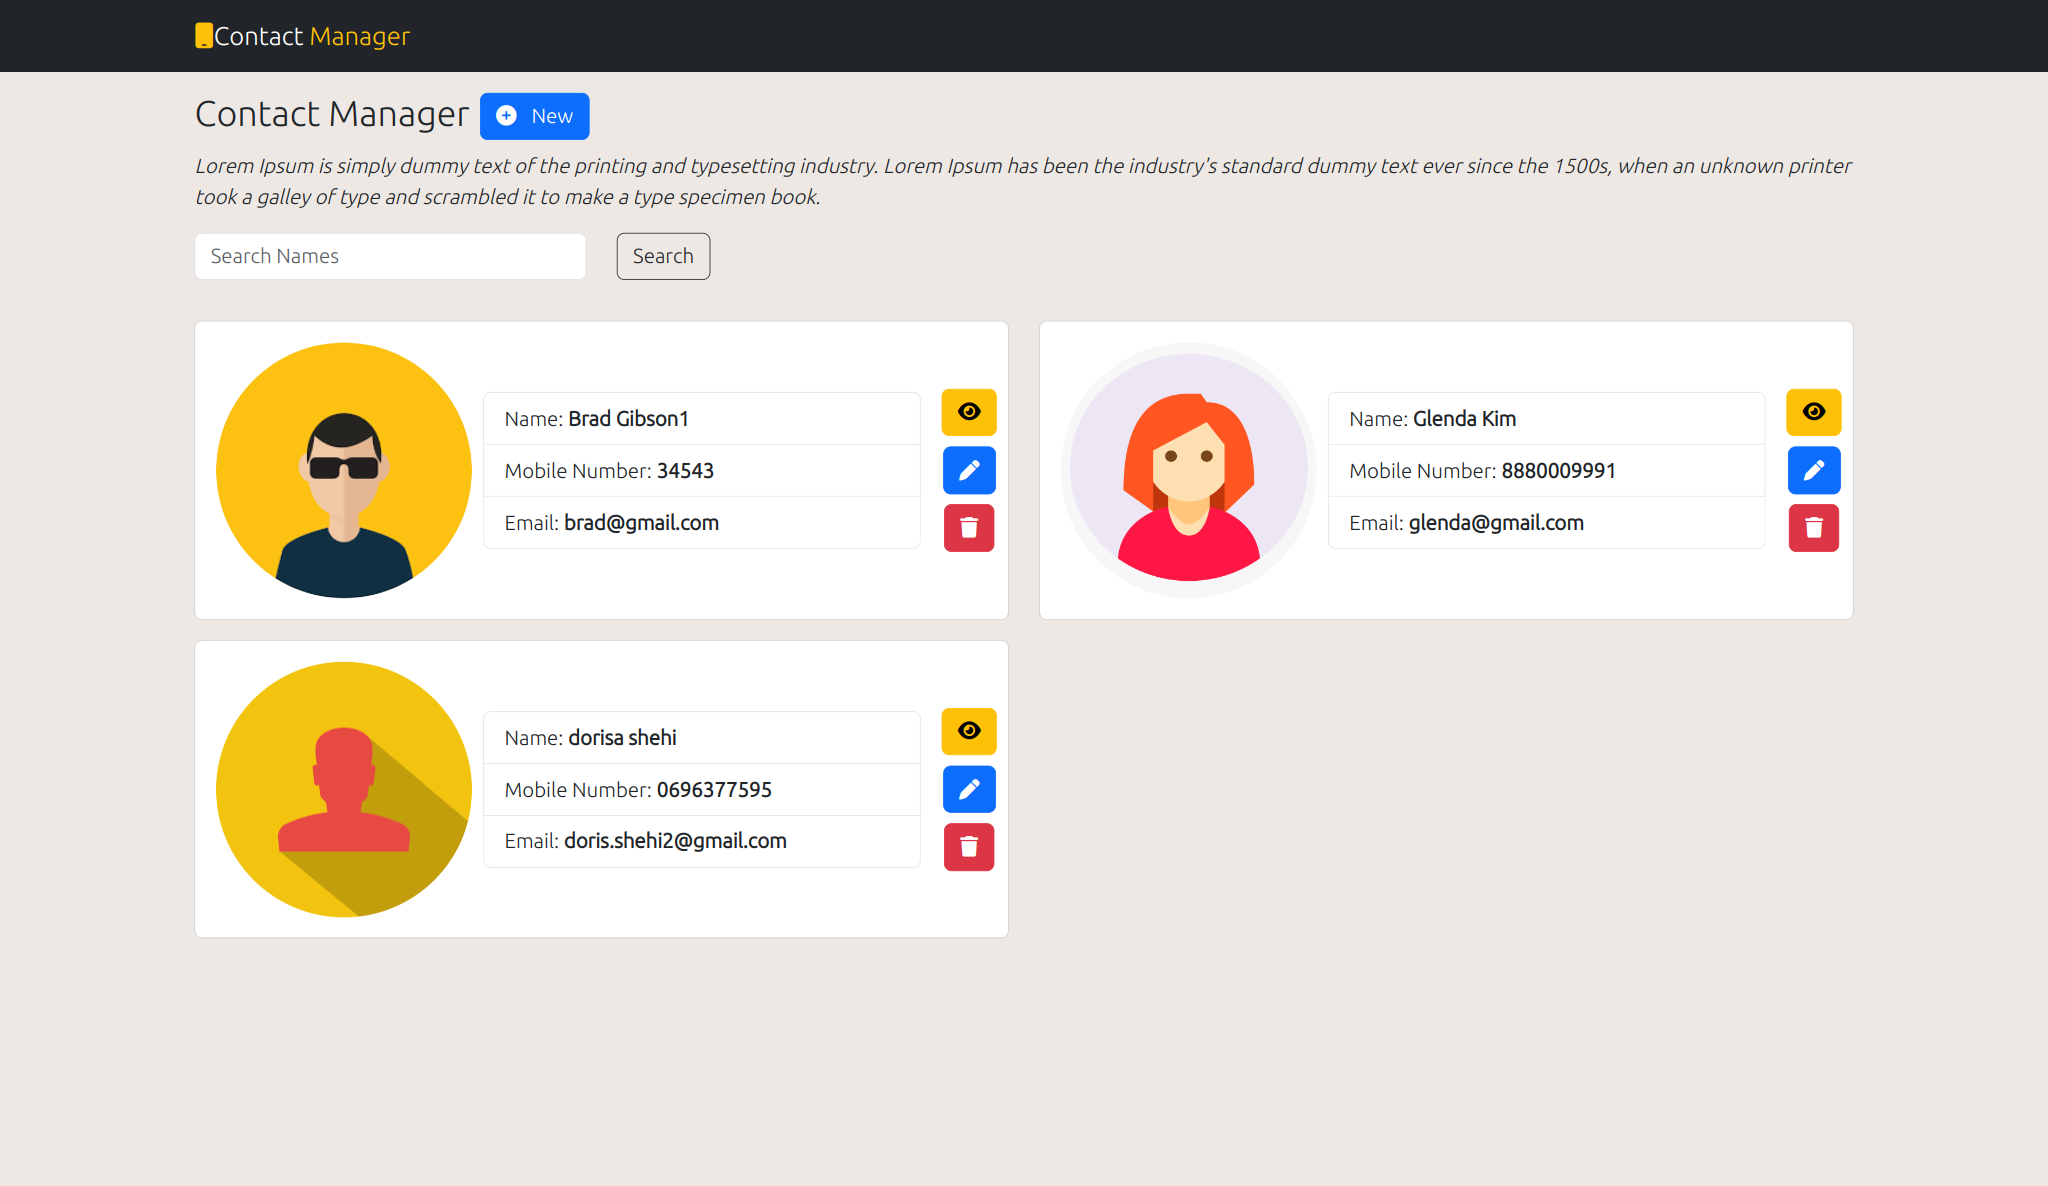 Contact Manager
Contact Manager
New
Lorem Ipsum is simply dummy text of the printing and typesetting industry. Lorem Ipsum has been the industry's standard dummy text ever since the 1500s, when an unknown printer
took a galley of type and scrambled it to make a type specimen book.
Search Names
Search
Name: Brad Gibson1
Mobile Number: 34543
Email: brad@gmail.com
Name: Glenda Kim
Mobile Number: 8880009991
Email: glenda@gmail.com
Name: dorisa shehi
Mobile Number: 0696377595
Email: doris.shehi2@gmail.com